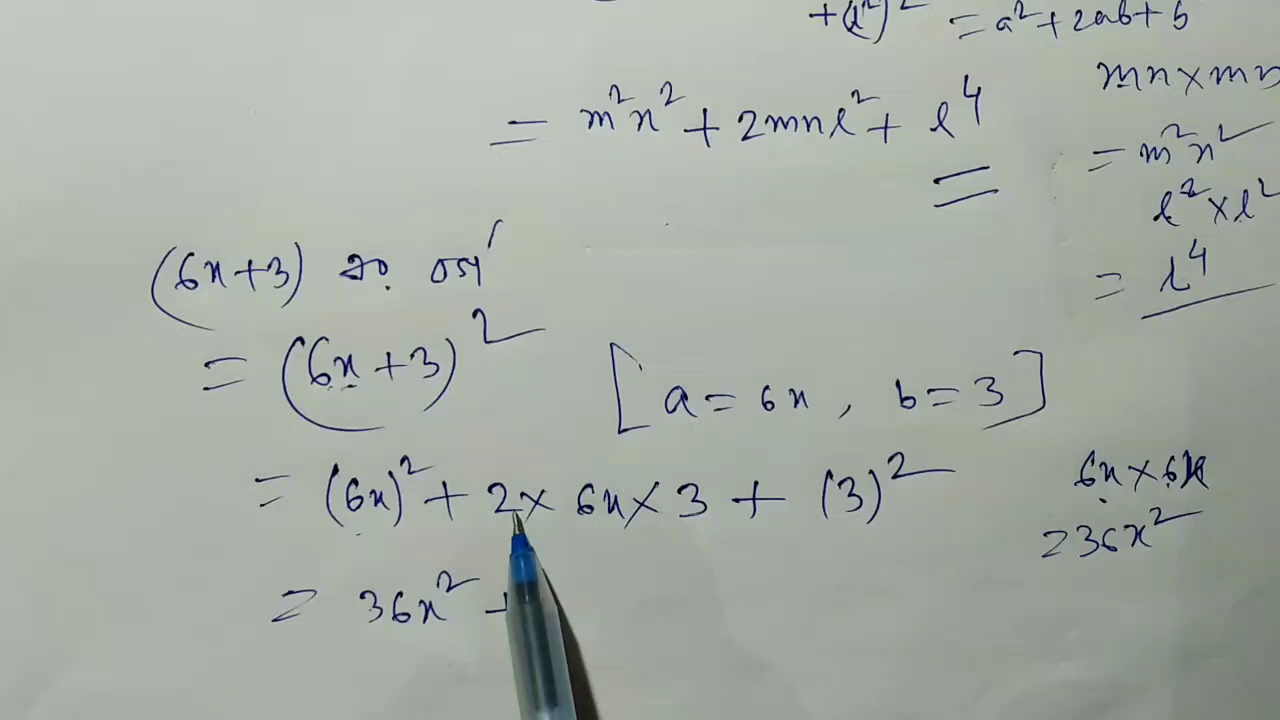 +(l²)² = a²+2ab+b
= m²n² + 2mnl² + l⁴
mn×mn
= m²n²
l²×l²
= l⁴
(6x+3) এর বর্গ
= (6x+3)² [a=6x, b=3]
= (6x)² + 2× 6x×3 + (3)²
6x×6x
=36x²
= 36x² +